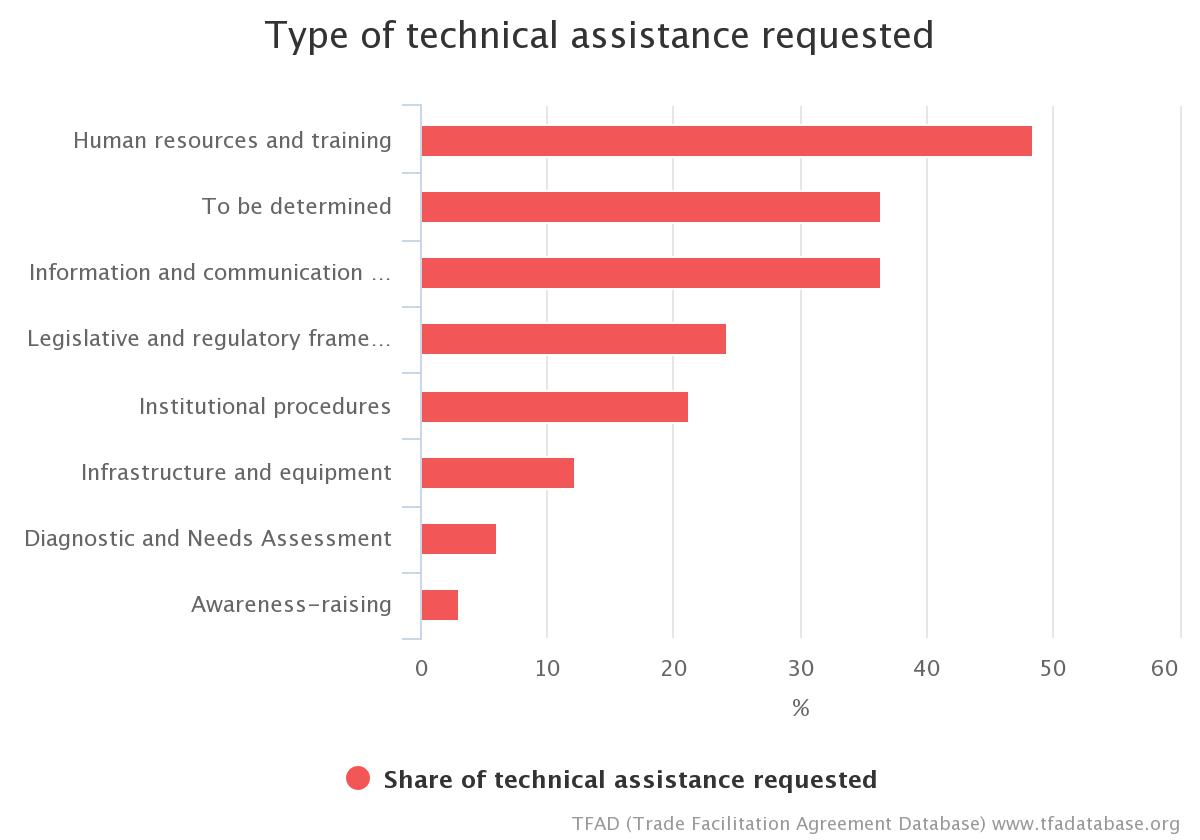 Type of technical assistance requested
Human resources and training
To be determined
Information and communication ...
Legislative and regulatory frame...
Institutional procedures
Infrastructure and equipment
Diagnostic and Needs Assessment
Awareness-raising
0 10 20 30 40 50 60
%
Share of technical assistance requested
TFAD (Trade Facilitation Agreement Database) www.tfadatabase.org